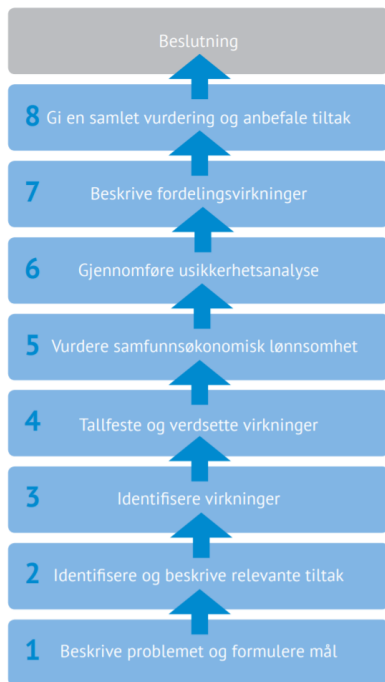 Beslutning
8 Gi en samlet vurdering og anbefale tiltak
7 Beskrive fordelingsvirkninger
6 Gjennomføre usikkerhetsanalyse
5 Vurdere samfunnsøkonomisk lønnsomhet
4 Tallfeste og verdsette virkninger
3 Identifisere virkninger
2 Identifisere og beskrive relevante tiltak
1 Beskrive problemet og formulere mål